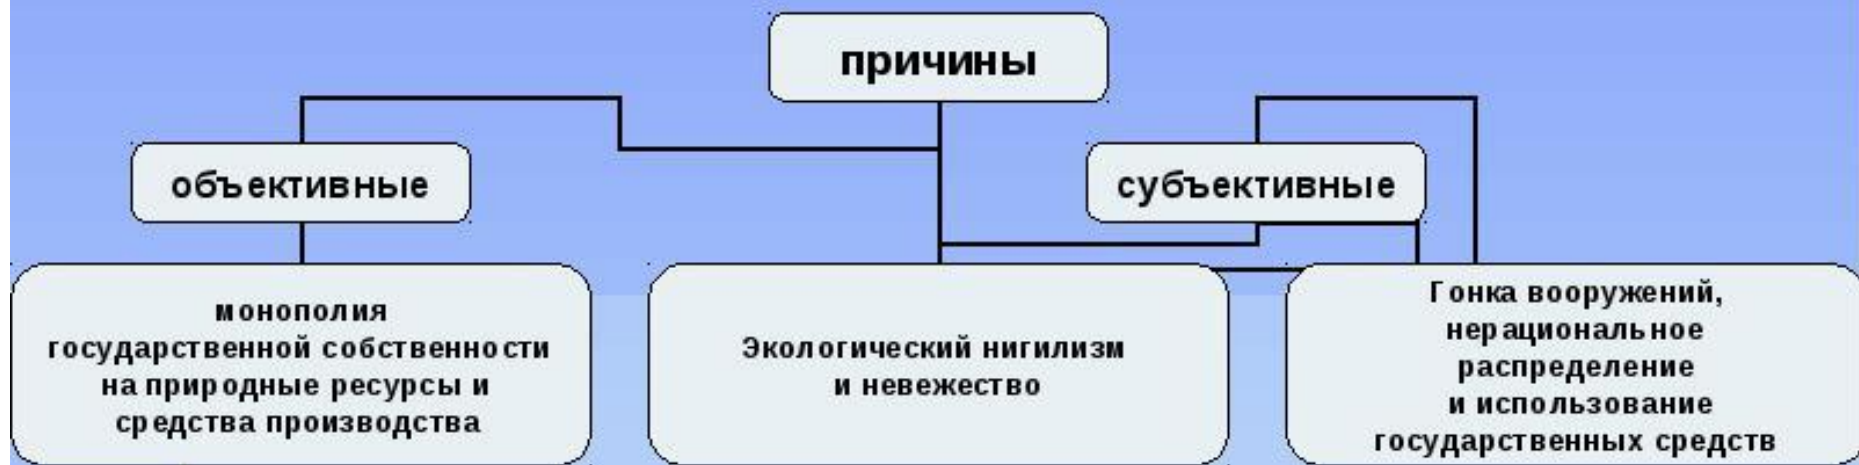 причины
объективные
субъективные
монополия
государственной собственности
на природные ресурсы и
средства производства
Экологический нигилизм
и невежество
Гонка вооружений,
нерациональное
распределение
и использование
государственных средств